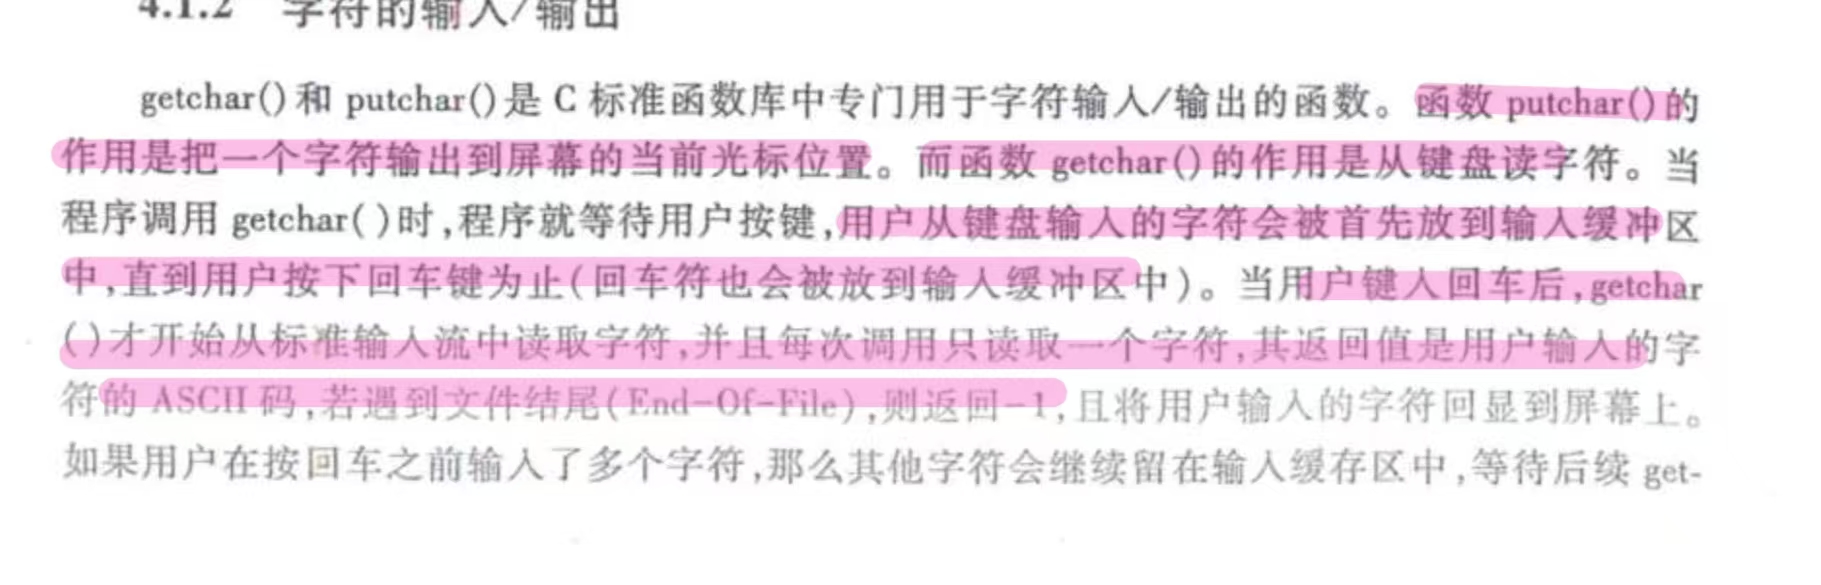 4.1.2 字符的输入/输出
getchar()和 putchar()是 C 标准函数库中专门用于字符输入/输出的函数。函数 putchar()的
作用是把一个字符输出到屏幕的当前光标位置。而函数 getchar()的作用是从键盘读字符。当
程序调用 getchar()时,程序就等待用户按键,用户从键盘输入的字符会被首先放到输入缓冲区
中,直到用户按下回车键为止(回车符也会被放到输入缓冲区中)。当用户键入回车后,getchar
()才开始从标准输入流中读取字符,并且每次调用只读取一个字符,其返回值是用户输入的字
符的 ASCII 码,若遇到文件结尾(End-Of-File),则返回-1,且将用户输入的字符回显到屏幕上。
如果用户在按回车之前输入了多个字符,那么其他字符会继续留在输入缓存区中,等待后续 get-